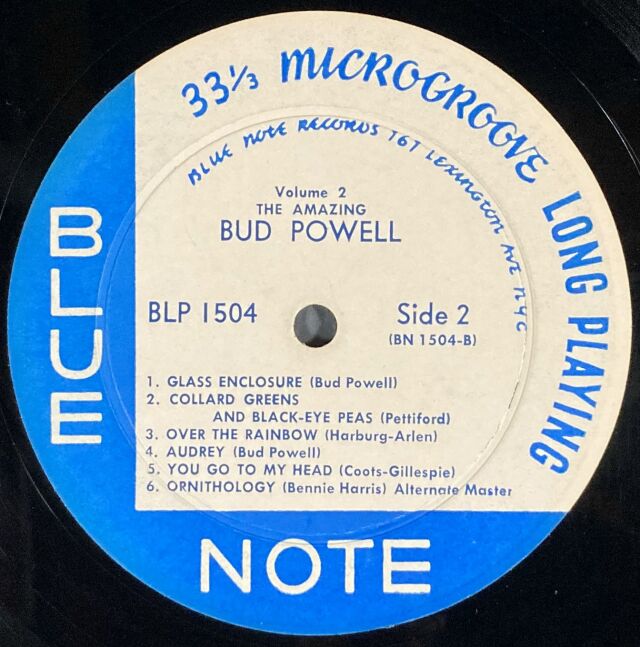 33⅓ MICROGROOVE LONG PLAYING
BLUE NOTE RECORDS 767 LEXINGTON AVE NYC
Volume 2
THE AMAZING
BUD POWELL
BLP 1504
Side 2
(BN 1504-B)
1. GLASS ENCLOSURE (Bud Powell)
2. COLLARD GREENS
AND BLACK-EYE PEAS (Pettiford)
3. OVER THE RAINBOW (Harburg-Arlen)
4. AUDREY (Bud Powell)
5. YOU GO TO MY HEAD (Coots-Gillespie)
6. ORNITHOLOGY (Bennie Harris) Alternate Master
BLUE
NOTE